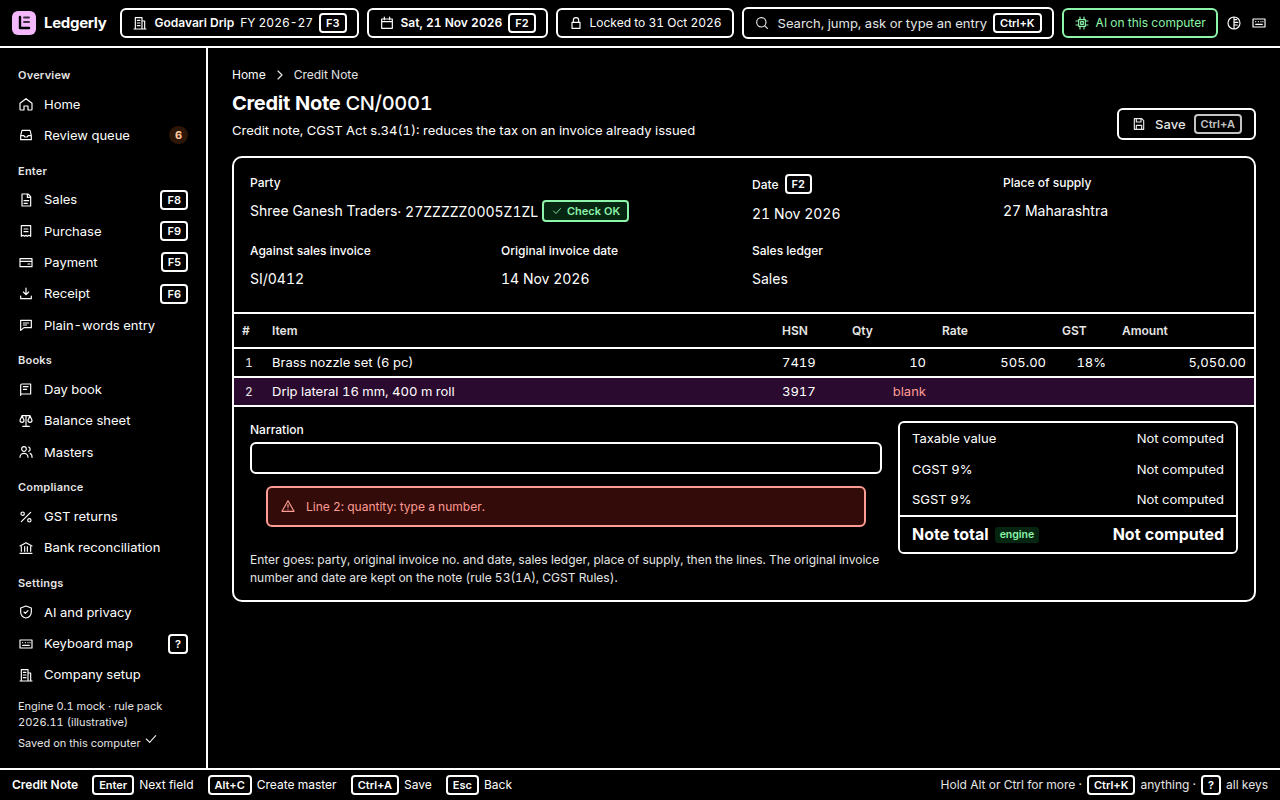 Ledgerly
Godavari Drip FY 2026-27 F3
Sat, 21 Nov 2026 F2
Locked to 31 Oct 2026
Search, jump, ask or type an entry Ctrl+K
AI on this computer
Overview
Home
Review queue 6
Enter
Sales F8
Purchase F9
Payment F5
Receipt F6
Plain-words entry
Books
Day book
Balance sheet
Masters
Compliance
GST returns
Bank reconciliation
Settings
AI and privacy
Keyboard map ?
Company setup
Engine 0.1 mock · rule pack
2026.11 (illustrative)
Saved on this computer
Home > Credit Note
Credit Note CN/0001
Credit note, CGST Act s.34(1): reduces the tax on an invoice already issued
Save Ctrl+A
Party
Shree Ganesh Traders· 27ZZZZZ0005Z1ZL Check OK
Date F2
21 Nov 2026
Place of supply
27 Maharashtra
Against sales invoice
SI/0412
Original invoice date
14 Nov 2026
Sales ledger
Sales
# Item HSN Qty Rate GST Amount
1 Brass nozzle set (6 pc) 7419 10 505.00 18% 5,050.00
2 Drip lateral 16 mm, 400 m roll 3917 blank
Narration
Line 2: quantity: type a number.
Enter goes: party, original invoice no. and date, sales ledger, place of supply, then the lines. The original invoice
number and date are kept on the note (rule 53(1A), CGST Rules).
Taxable value Not computed
CGST 9% Not computed
SGST 9% Not computed
Note total engine Not computed
Credit Note Enter Next field Alt+C Create master Ctrl+A Save Esc Back
Hold Alt or Ctrl for more · Ctrl+K anything · ? all keys